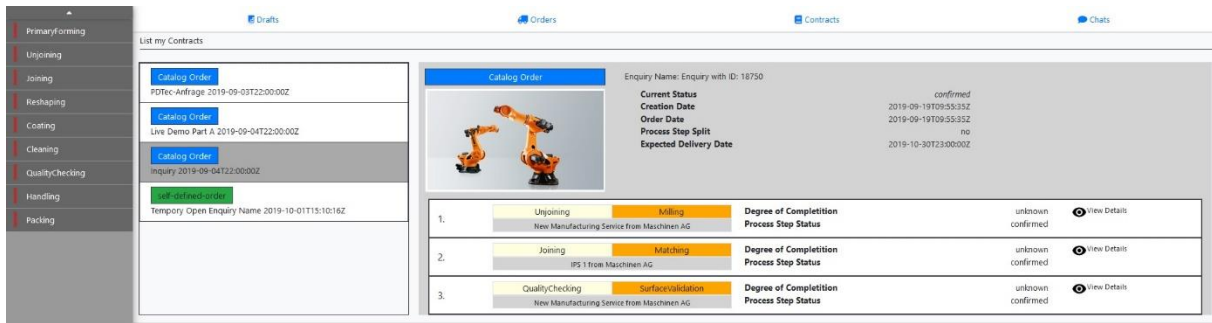 Drafts
Orders
Contracts
Chats
PrimaryForming
Unjoining
Joining
Reshaping
Coating
Cleaning
QualityChecking
Handling
Packing
List my Contracts
Catalog Order
PDTec-Anfrage 2019-09-03T22:00:00Z
Catalog Order
Live Demo Part A 2019-09-04T22:00:00Z
Catalog Order
Inquiry 2019-09-04T22:00:00Z
self-defined-order
Tempory Open Enquiry Name 2019-10-01T15:10:16Z
Catalog Order
Enquiry Name: Enquiry with ID: 18750
Current Status confirmed
Creation Date 2019-09-19T09:55:35Z
Order Date 2019-09-19T09:55:35Z
Process Step Split no
Expected Delivery Date 2019-10-30T23:00:00Z
1.
Unjoining Milling
New Manufacturing Service from Maschinen AG
Degree of Completition unknown
Process Step Status confirmed
View Details
2.
Joining Matching
IPS 1 from Maschinen AG
Degree of Completition unknown
Process Step Status confirmed
View Details
3.
QualityChecking SurfaceValidation
New Manufacturing Service from Maschinen AG
Degree of Completition unknown
Process Step Status confirmed
View Details